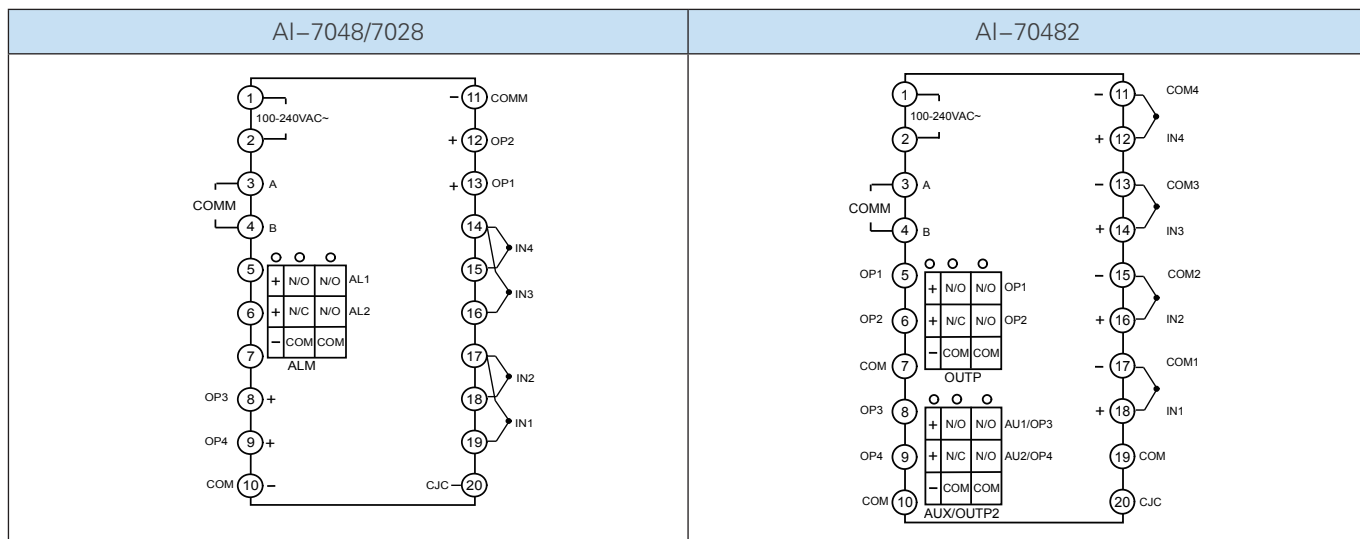 AI–7048/7028
1
100-240VAC~
2
3 A
COMM
4 B
5
+ N/O N/O AL1
6
+ N/C N/O AL2
− COM COM
7
ALM
OP3 8 +
OP4 9 +
COM 10 −
− 11 COMM
+ 12 OP2
+ 13 OP1
14
IN4
15
IN3
16
17
IN2
18
IN1
19
CJC 20
AI–70482
1
100-240VAC~
2
3 A
COMM
4 B
OP1 5
+ N/O N/O OP1
OP2 6
+ N/C N/O OP2
COM 7
− COM COM
OUTP
OP3 8
+ N/O N/O AU1/OP3
OP4 9
+ N/C N/O AU2/OP4
− COM COM
COM 10
AUX/OUTP2
− 11 COM4
+ 12 IN4
− 13 COM3
+ 14 IN3
− 15 COM2
+ 16 IN2
− 17 COM1
+ 18 IN1
19 COM
20 CJC